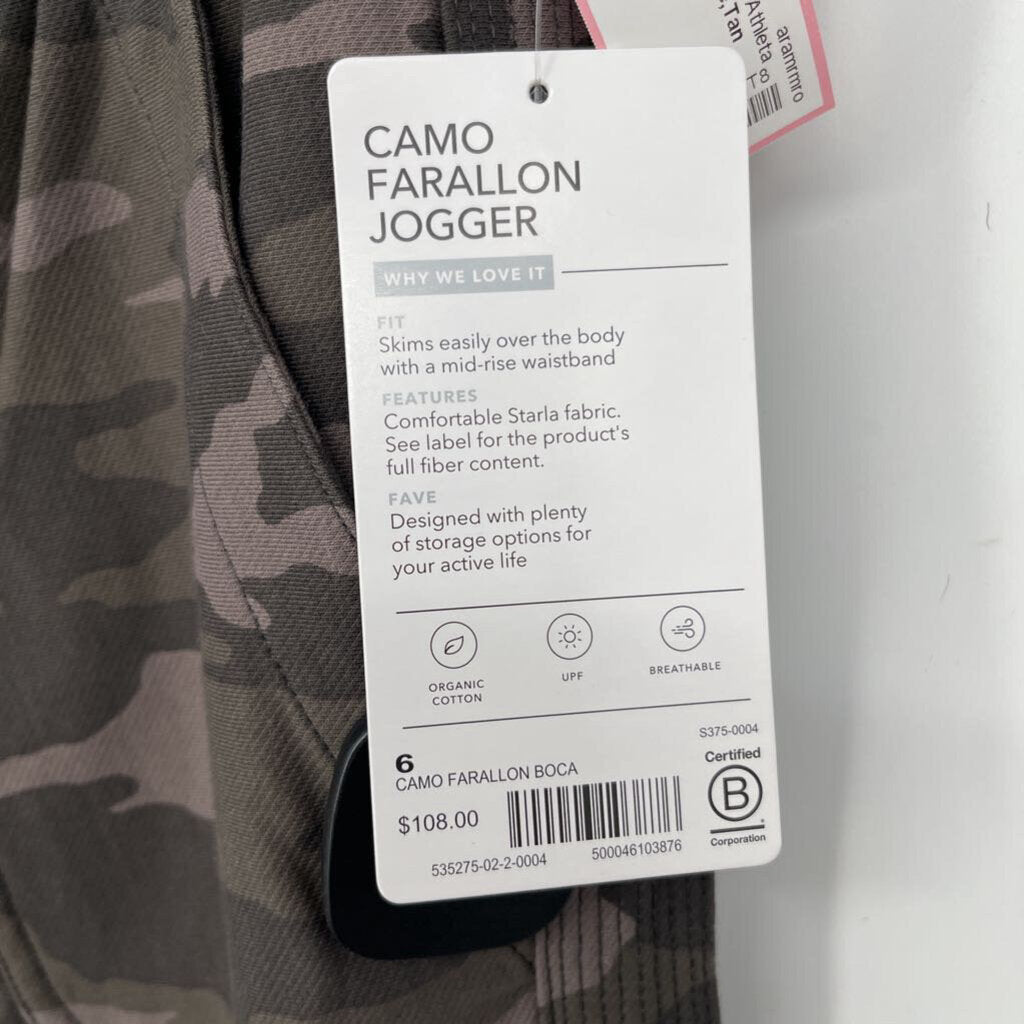 CAMO
FARALLON
JOGGER
WHY WE LOVE IT
FIT
Skims easily over the body
with a mid-rise waistband
FEATURES
Comfortable Starla fabric.
See label for the product's
full fiber content.
FAVE
Designed with plenty
of storage options for
your active life
ORGANIC
COTTON
UPF
BREATHABLE
S375-0004
6
CAMO FARALLON BOCA
$108.00
535275-02-2-0004
500046103876
Certified
B
Corporation
aramrmro
Athleta 8
Tan